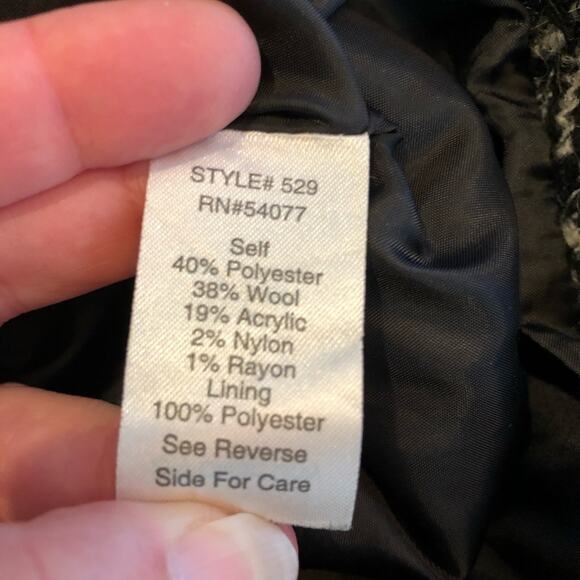 STYLE# 529
RN#54077
Self
40% Polyester
38% Wool
19% Acrylic
2% Nylon
1% Rayon
Lining
100% Polyester
See Reverse
Side For Care